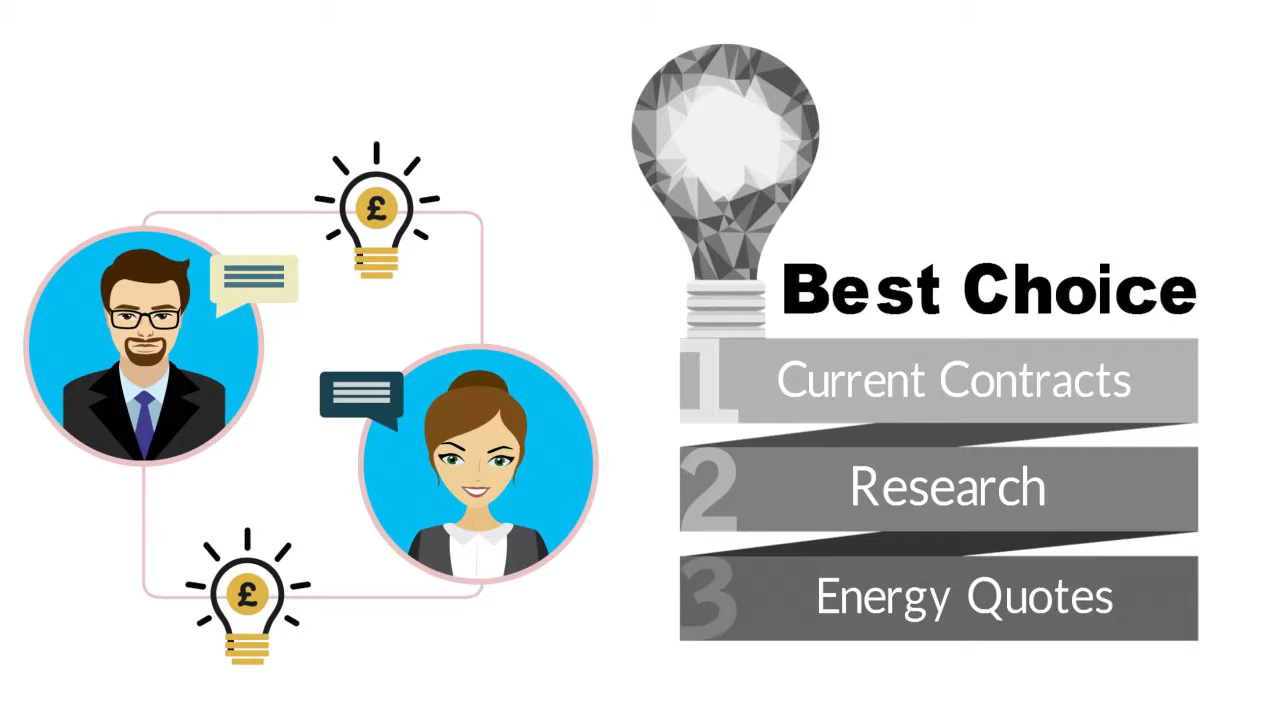 £
Best Choice
1 Current Contracts
2 Research
3 Energy Quotes
£